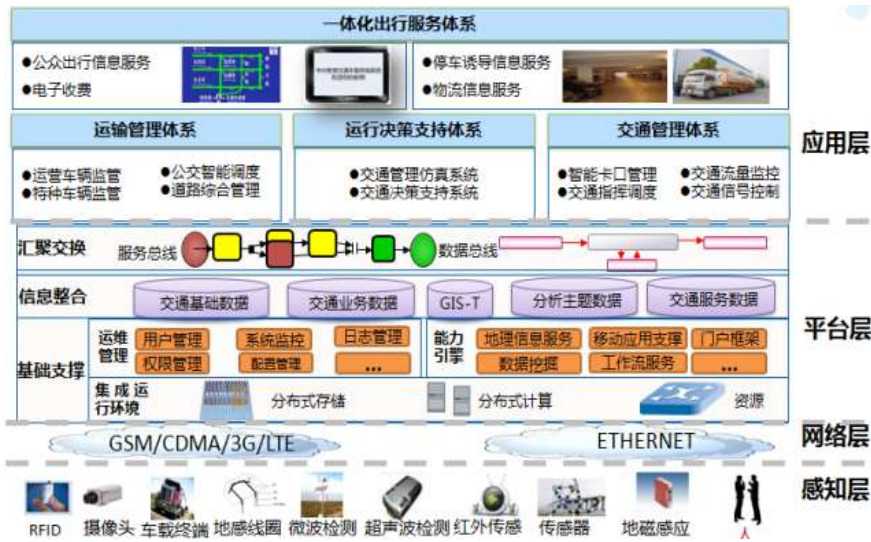 一体化出行服务体系
●公众出行信息服务
●电子收费
●停车诱导信息服务
●物流信息服务
运输管理体系
●运营车辆监管
●特种车辆监管
●公交智能调度
●道路综合管理
运行决策支持体系
●交通管理仿真系统
●交通决策支持系统
交通管理体系
●智能卡口管理
●交通指挥调度
●交通流量监控
●交通信号控制
应用层
汇聚交换
服务总线
数据总线
信息整合
交通基础数据
交通业务数据
GIS-T
分析主题数据
交通服务数据
平台层
基础支撑
运维
管理
用户管理
系统监控
日志管理
权限管理
配置管理
...
能力
引擎
地理信息服务
移动应用支撑
门户框架
数据挖掘
工作流服务
...
集成运
行环境
分布式存储
分布式计算
资源
GSM/CDMA/3G/LTE
ETHERNET
网络层
感知层
RFID
摄像头
车载终端
地感线圈
微波检测
超声波检测
红外传感
传感器
地磁感应
人